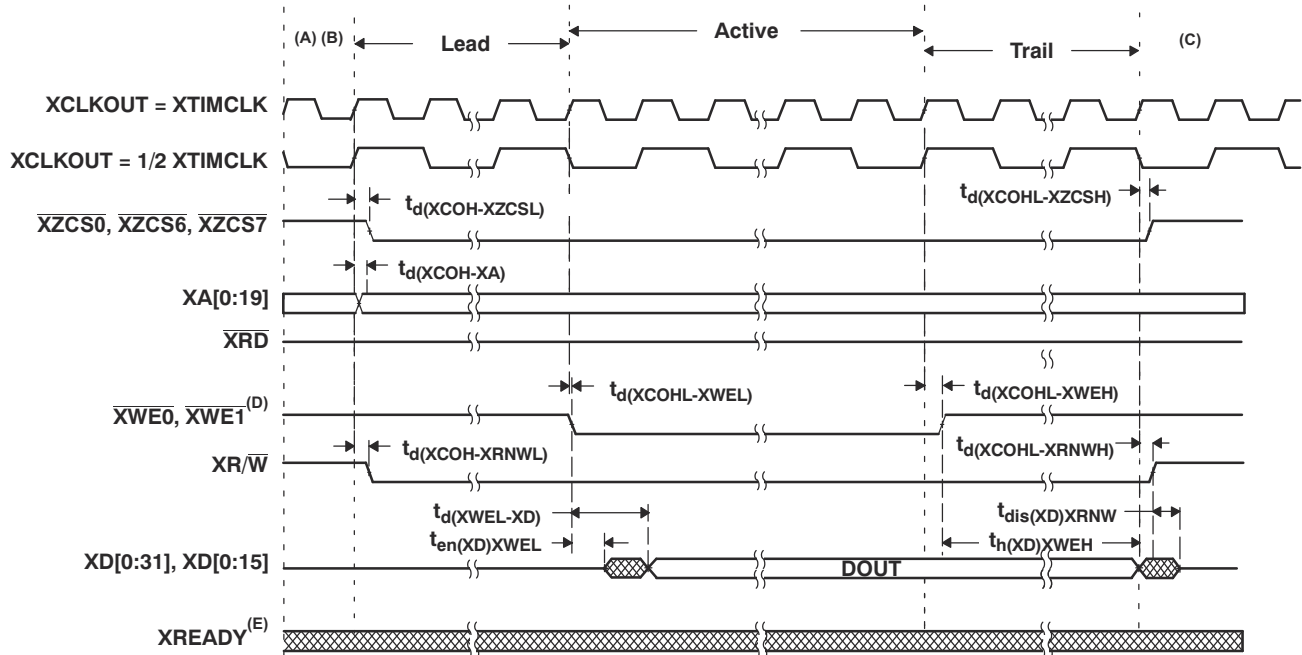 (A) (B) Lead Active Trail (C)
XCLKOUT = XTIMCLK
XCLKOUT = 1/2 XTIMCLK
td(XCOH-XZCSL) td(XCOHL-XZCSH)
XZCS0, XZCS6, XZCS7
td(XCOH-XA)
XA[0:19]
XRD
td(XCOHL-XWEL) td(XCOHL-XWEH)
XWE0, XWE1(D)
td(XCOH-XRNWL) td(XCOHL-XRNWH)
XR/W
td(XWEL-XD) tdis(XD)XRNW
ten(XD)XWEL th(XD)XWEH
XD[0:31], XD[0:15] DOUT
XREADY(E)